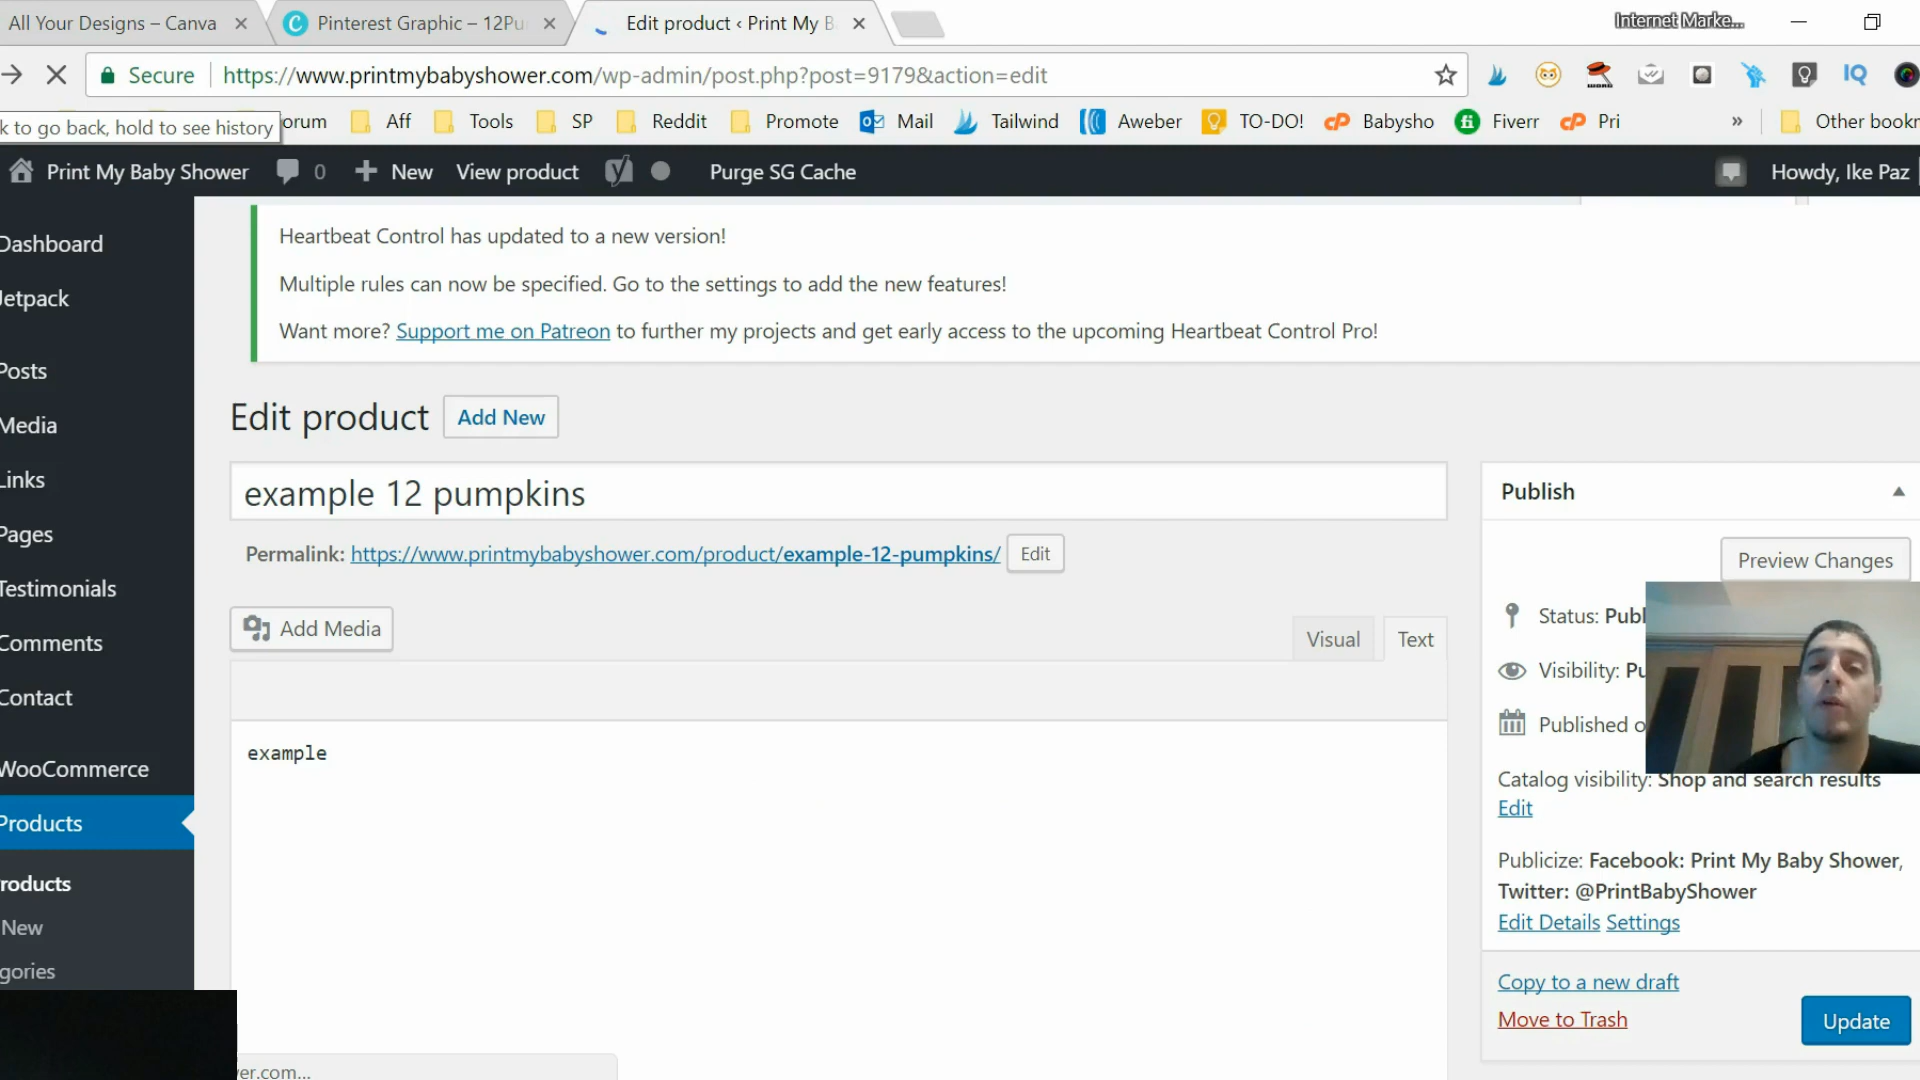 All Your Designs – Canva
Pinterest Graphic – 12Pu
Edit product ‹ Print My B
Internet Marke...
Secure
https://www.printmybabyshower.com/wp-admin/post.php?post=9179&action=edit
IQ
k to go back, hold to see history
orum
Aff
Tools
SP
Reddit
Promote
Mail
Tailwind
Aweber
TO-DO!
Babysho
Fiverr
Pri
»
Other bookr
Print My Baby Shower
0
New
View product
Purge SG Cache
Howdy, Ike Paz
Dashboard
Jetpack
Posts
Media
Links
Pages
Testimonials
Comments
Contact
WooCommerce
Products
roducts
New
gories
Heartbeat Control has updated to a new version!
Multiple rules can now be specified. Go to the settings to add the new features!
Want more? Support me on Patreon to further my projects and get early access to the upcoming Heartbeat Control Pro!
Edit product
Add New
example 12 pumpkins
Permalink: https://www.printmybabyshower.com/product/example-12-pumpkins/
Edit
Add Media
Visual
Text
example
Publish
Preview Changes
Status: Publ
Visibility: Pu
Published o
Catalog visibility: Shop and search results
Edit
Publicize: Facebook: Print My Baby Shower,
Twitter: @PrintBabyShower
Edit Details Settings
Copy to a new draft
Move to Trash
Update
ver.com...